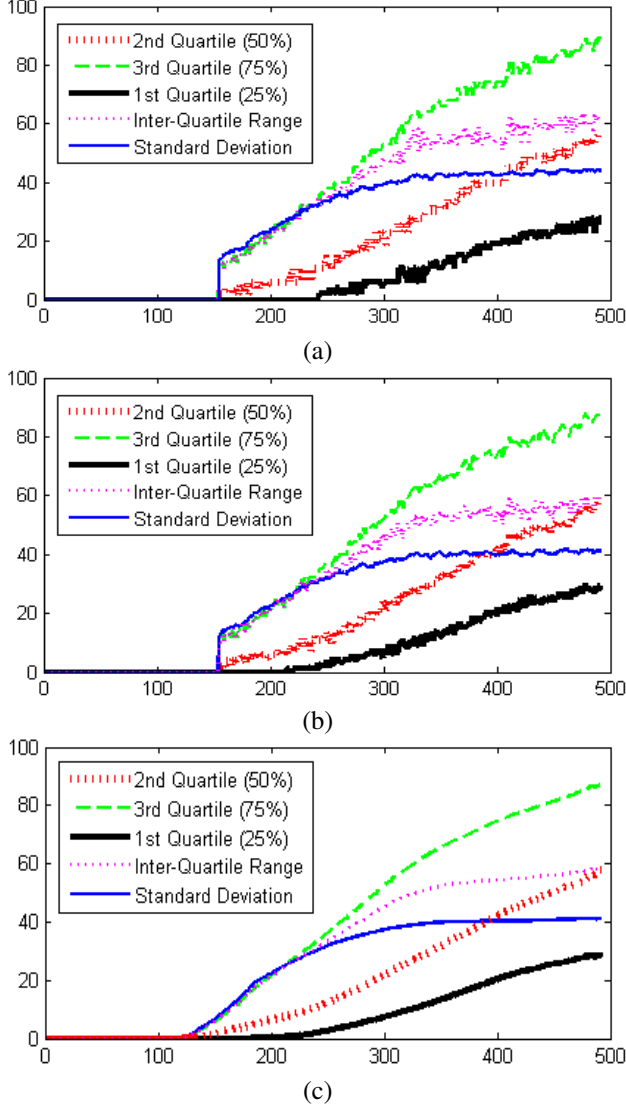 100
80
60
40
20
0
2nd Quartile (50%)
3rd Quartile (75%)
1st Quartile (25%)
Inter-Quartile Range
Standard Deviation
0 100 200 300 400 500
(a)
100
80
60
40
20
0
2nd Quartile (50%)
3rd Quartile (75%)
1st Quartile (25%)
Inter-Quartile Range
Standard Deviation
0 100 200 300 400 500
(b)
100
80
60
40
20
0
2nd Quartile (50%)
3rd Quartile (75%)
1st Quartile (25%)
Inter-Quartile Range
Standard Deviation
0 100 200 300 400 500
(c)